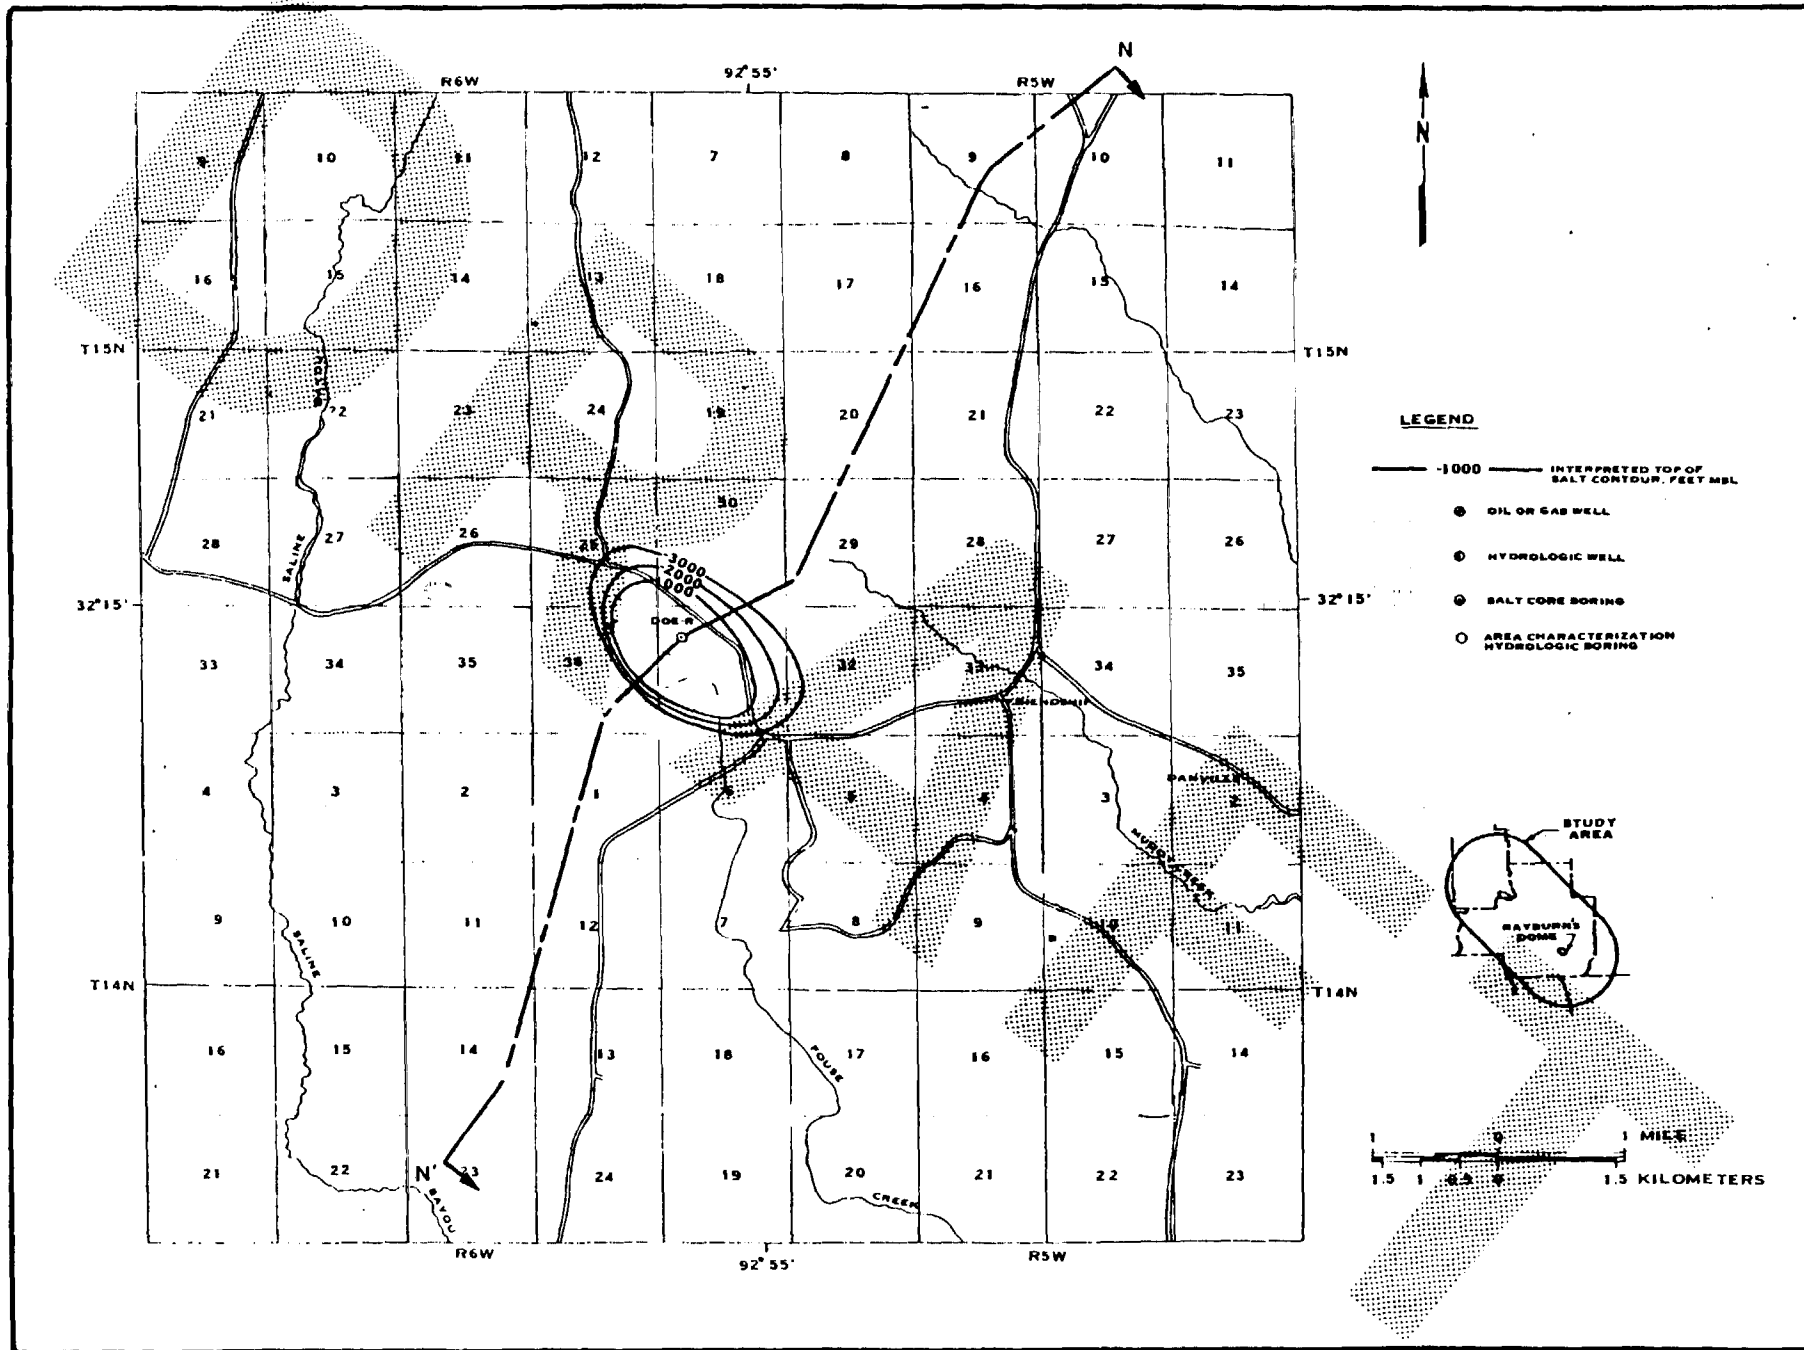 N
92°55'
R6W
R5W
N
9 10 11 12 7 8 9 10 11
16 15 14 13 18 17 16 15 14
T15N
T15N
BAYOU
21 22 23 24 19 20 21 22 23
LEGEND
-1000 INTERPRETED TOP OF
SALT CONTOUR, FEET MSL
30
OIL OR GAS WELL
28 27 26 25 29 28 27 26
SALINE
-3000
2000
000
HYDROLOGIC WELL
32°15'
32°15'
SALT CORE BORING
DOE-R
AREA CHARACTERIZATION
HYDROLOGIC BORING
33 34 35 36 32 33 34 35
FRIENDSHIP
DANVILLE
4 3 2 1 6 5 4 3 2
STUDY
AREA
MURDY CREEK
9 10 11 12 7 8 9 10 11
RAYBURN'S
DOME
SALINE
T14N
T14N
16 15 14 13 18 17 16 15 14
FOUSE
1 0 1 MILE
N'
21 22 23 24 19 20 21 22 23
1.5 1 0.5 0 1.5 KILOMETERS
BAYOU
CREEK
R6W
R5W
92°55'